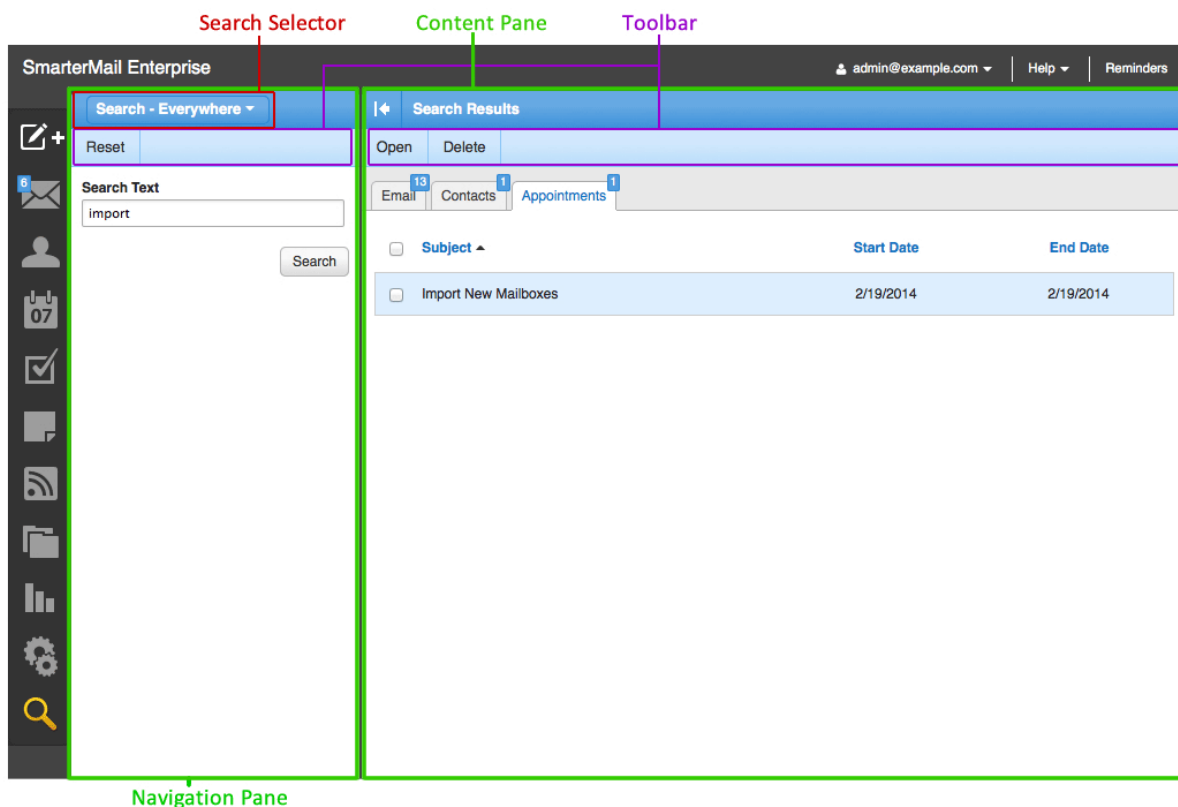 Search Selector Content Pane Toolbar
SmarterMail Enterprise admin@example.com Help Reminders
Search - Everywhere Search Results
Reset Open Delete
6
Search Text
import
Search
Email 13 Contacts 1 Appointments 1
Subject Start Date End Date
Import New Mailboxes 2/19/2014 2/19/2014
07
Navigation Pane